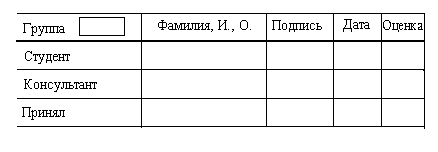 Группа Фамилия, И., О. Подпись Дата Оценка
Студент
Консультант
Принял